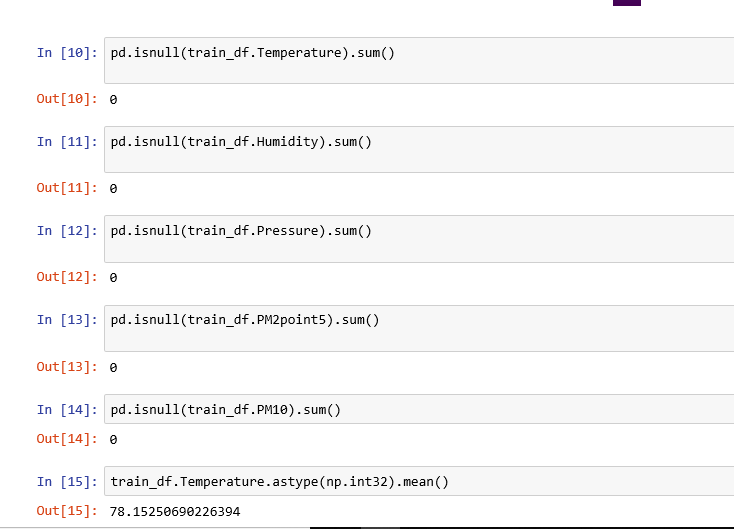 In [10]: pd.isnull(train_df.Temperature).sum()
Out[10]: 0
In [11]: pd.isnull(train_df.Humidity).sum()
Out[11]: 0
In [12]: pd.isnull(train_df.Pressure).sum()
Out[12]: 0
In [13]: pd.isnull(train_df.PM2point5).sum()
Out[13]: 0
In [14]: pd.isnull(train_df.PM10).sum()
Out[14]: 0
In [15]: train_df.Temperature.astype(np.int32).mean()
Out[15]: 78.15250690226394